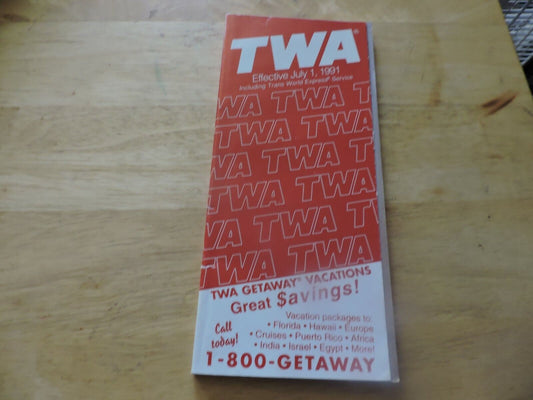 TWA®
Effective July 1, 1991
Including Trans World Express® Service
TWA TWA TWA
TWA TWA
TWA TWA TWA
TWA TWA
TWA TWA TWA
TWA TWA T
TWA TWA
TWA GETAWAY® VACATIONS
Great $avings!
Call
today!
Vacation packages to:
• Florida • Hawaii • Europe
• Cruises • Puerto Rico • Africa
• India • Israel • Egypt • More!
1-800-GETAWAY